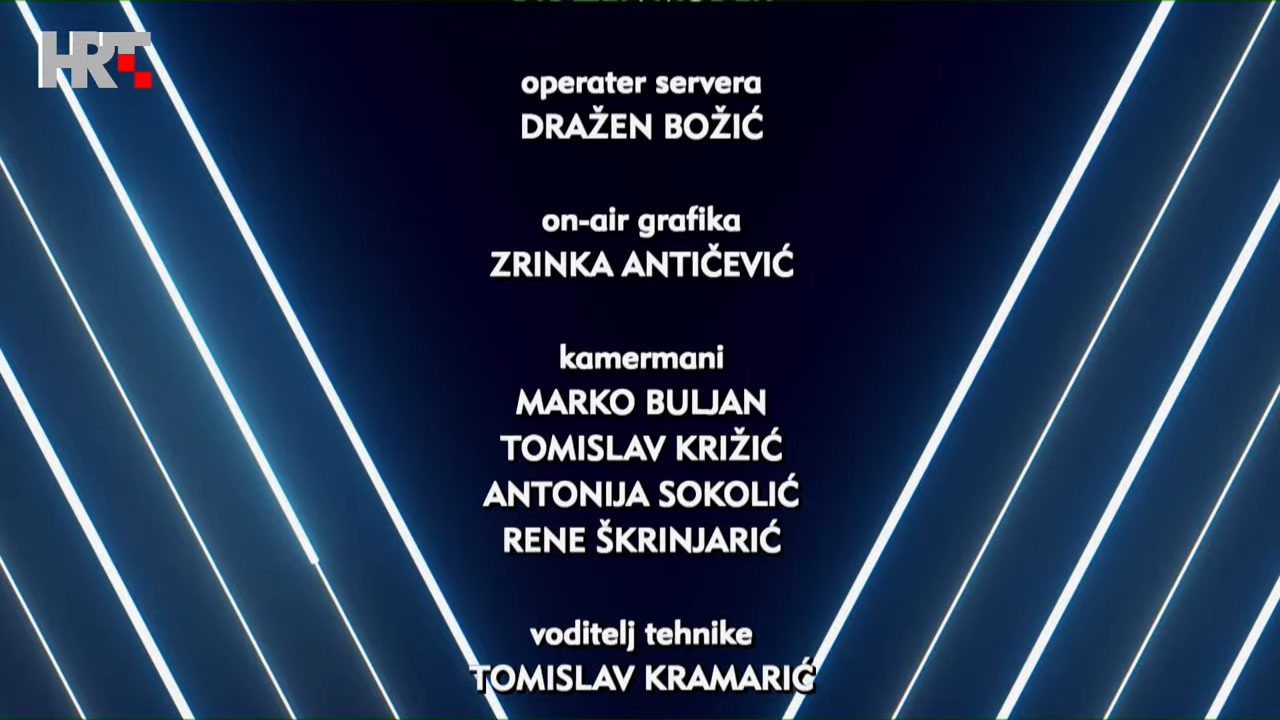 HRT
operater servera
DRAŽEN BOŽIĆ
on-air grafika
ZRINKA ANTIČEVIĆ
kamermani
MARKO BULJAN
TOMISLAV KRIŽIĆ
ANTONIJA SOKOLIĆ
RENE ŠKRINJARIĆ
voditelj tehnike
TOMISLAV KRAMARIĆ